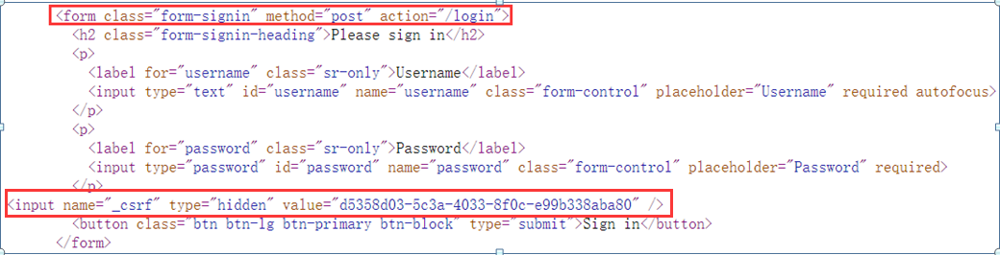 <form class="form-signin" method="post" action="/login">
<h2 class="form-signin-heading">Please sign in</h2>
<p>
<label for="username" class="sr-only">Username</label>
<input type="text" id="username" name="username" class="form-control" placeholder="Username" required autofocus>
</p>
<p>
<label for="password" class="sr-only">Password</label>
<input type="password" id="password" name="password" class="form-control" placeholder="Password" required>
</p>
<input name="_csrf" type="hidden" value="d5358d03-5c3a-4033-8f0c-e99b338aba80" />
<button class="btn btn-lg btn-primary btn-block" type="submit">Sign in</button>
</form>